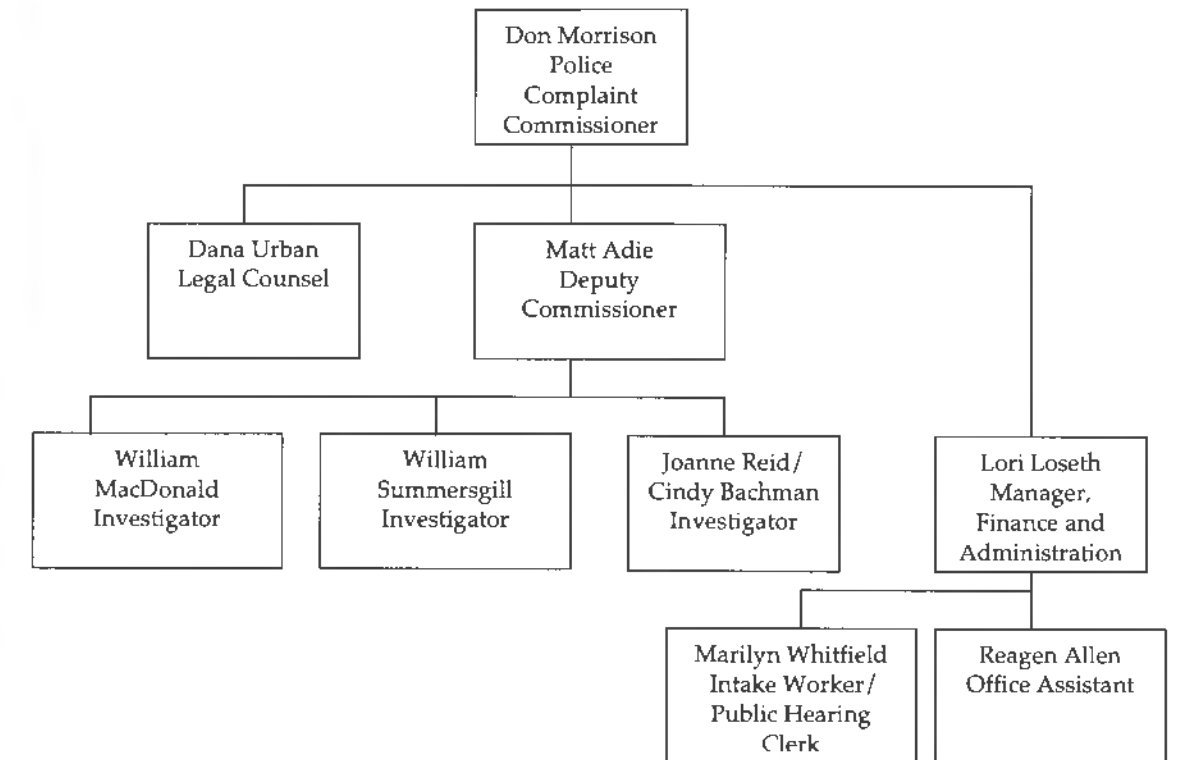 Don Morrison
Police
Complaint
Commissioner
Dana Urban
Legal Counsel
Matt Adie
Deputy
Commissioner
William
MacDonald
Investigator
William
Summersgill
Investigator
Joanne Reid/
Cindy Bachman
Investigator
Lori Loseth
Manager,
Finance and
Administration
Marilyn Whitfield
Intake Worker/
Public Hearing
Clerk
Reagen Allen
Office Assistant